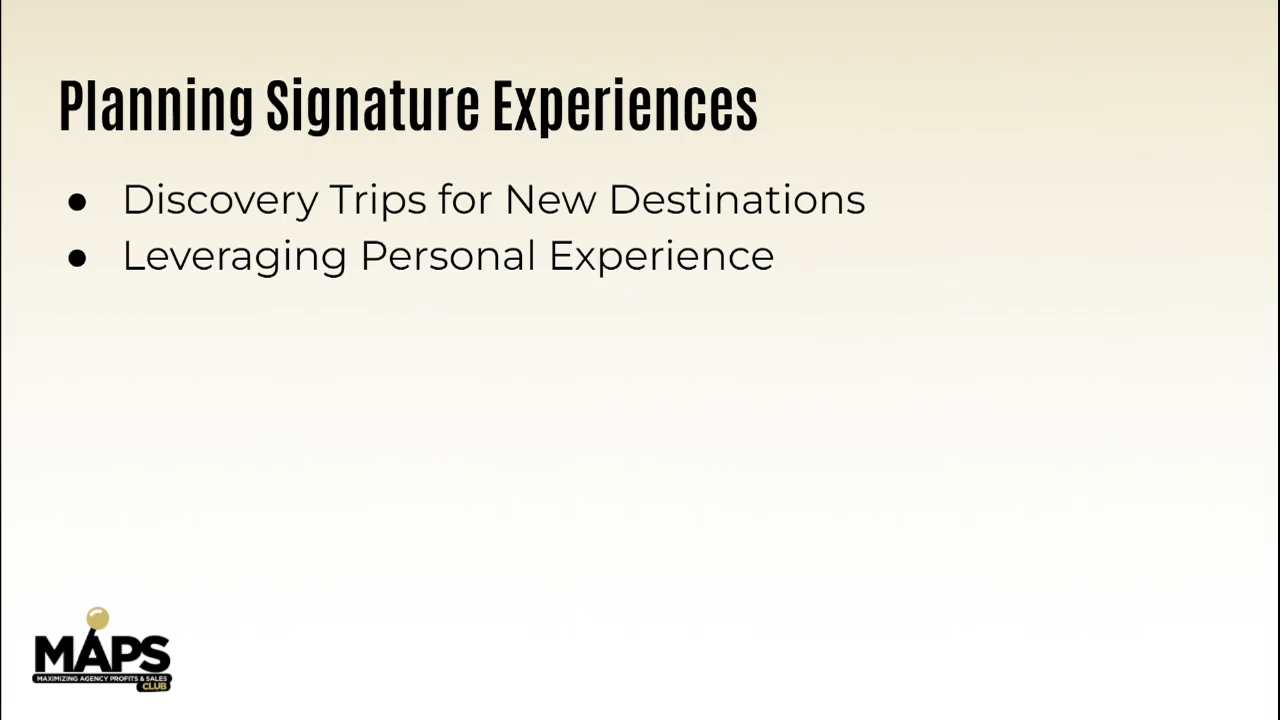 Planning Signature Experiences
● Discovery Trips for New Destinations
● Leveraging Personal Experience
MAPS
MAXIMIZING AGENCY PROFITS & SALES
CLUB